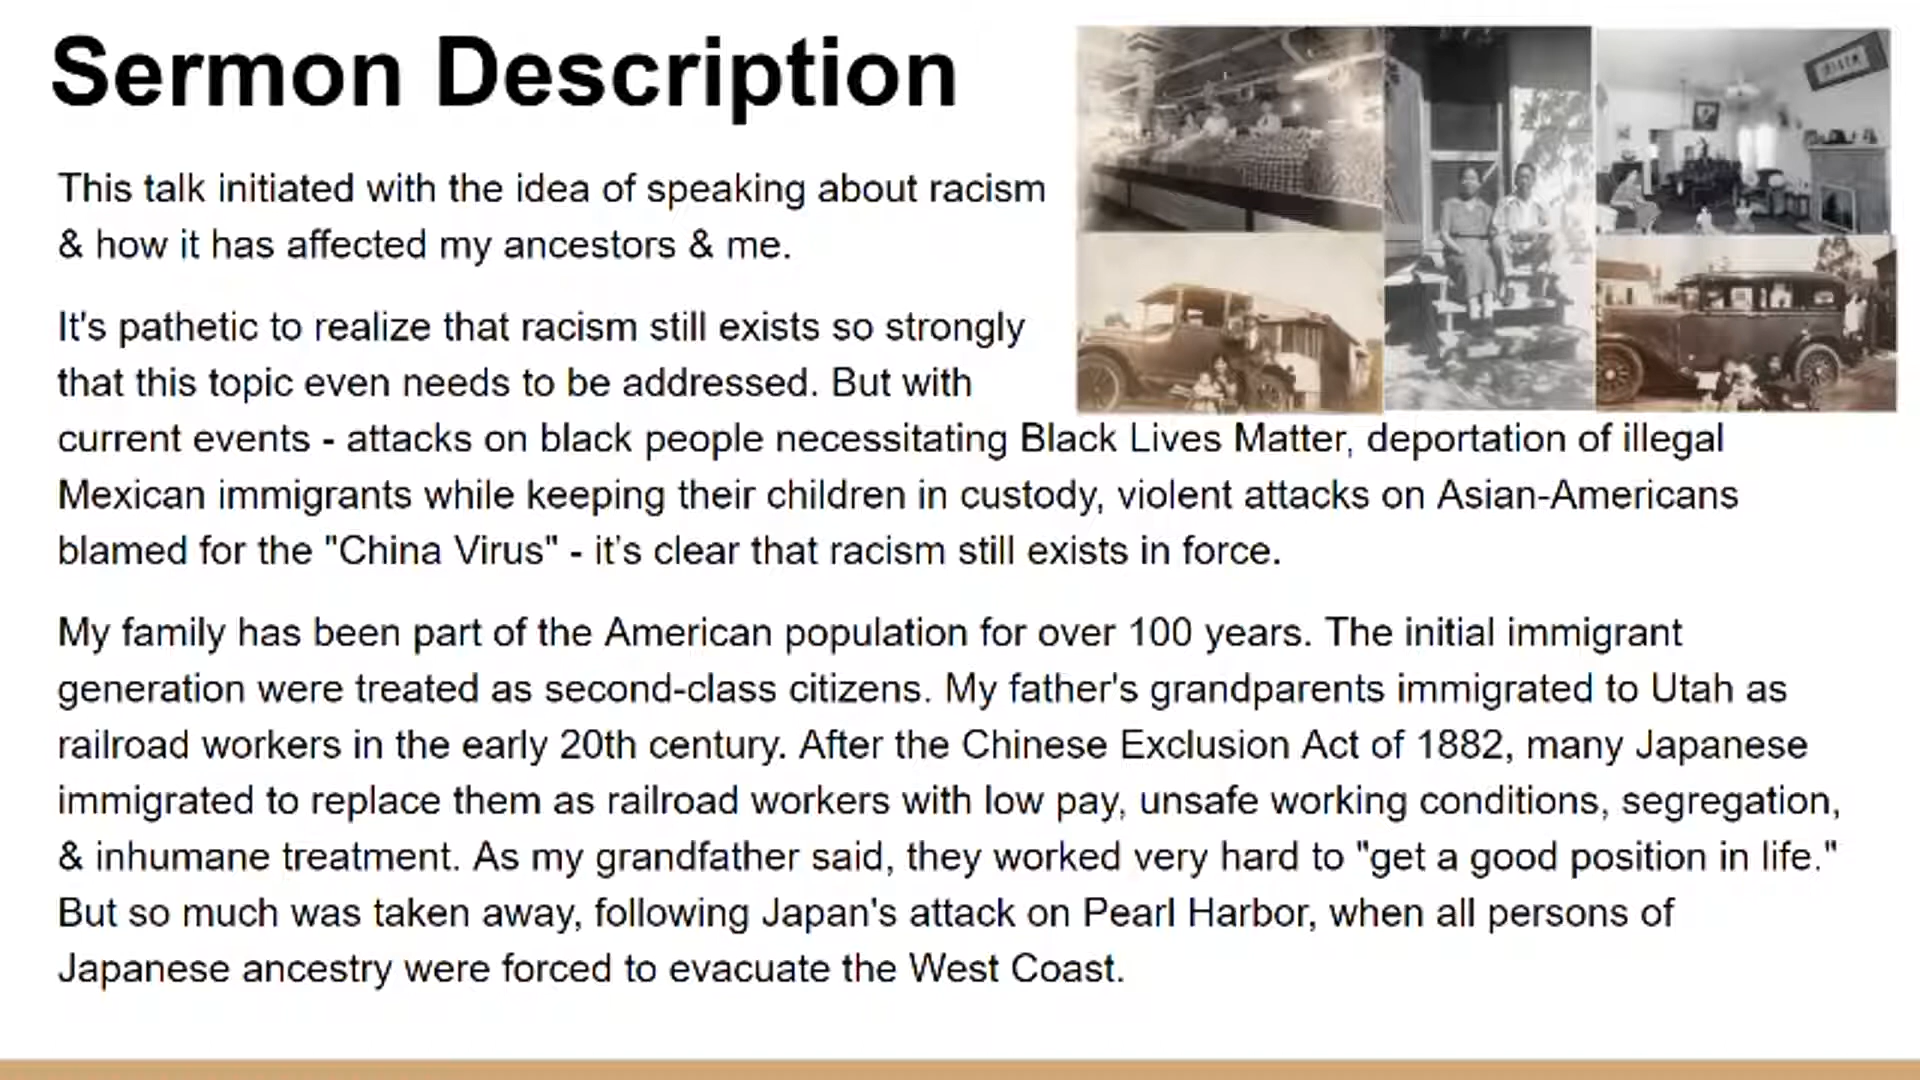 Sermon Description
This talk initiated with the idea of speaking about racism
& how it has affected my ancestors & me.
It's pathetic to realize that racism still exists so strongly
that this topic even needs to be addressed. But with
current events - attacks on black people necessitating Black Lives Matter, deportation of illegal
Mexican immigrants while keeping their children in custody, violent attacks on Asian-Americans
blamed for the "China Virus" - it's clear that racism still exists in force.
My family has been part of the American population for over 100 years. The initial immigrant
generation were treated as second-class citizens. My father's grandparents immigrated to Utah as
railroad workers in the early 20th century. After the Chinese Exclusion Act of 1882, many Japanese
immigrated to replace them as railroad workers with low pay, unsafe working conditions, segregation,
& inhumane treatment. As my grandfather said, they worked very hard to "get a good position in life."
But so much was taken away, following Japan's attack on Pearl Harbor, when all persons of
Japanese ancestry were forced to evacuate the West Coast.